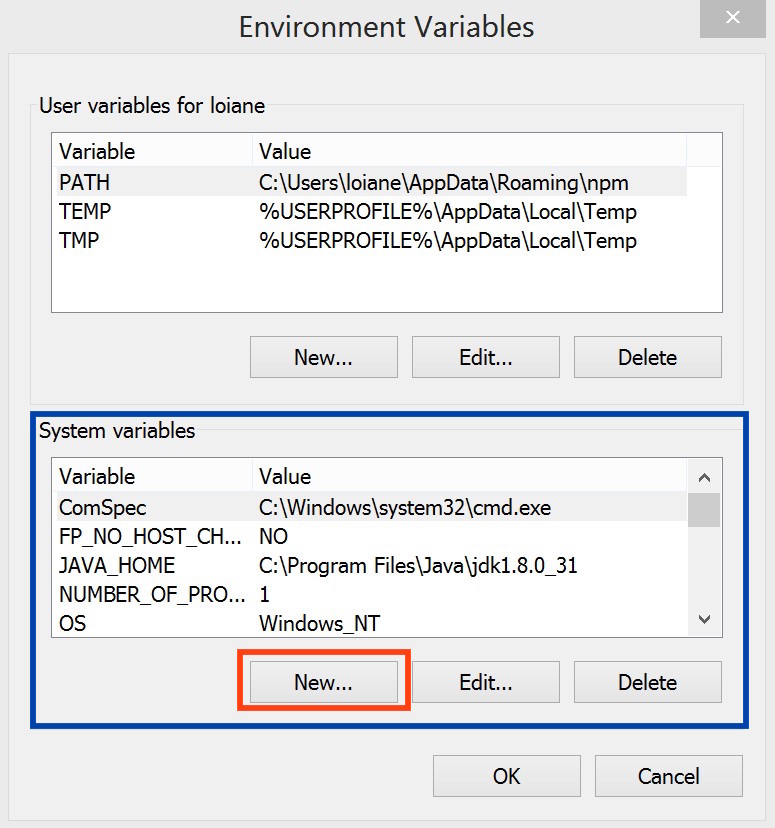 Environment Variables
User variables for loiane
Variable Value
PATH C:\Users\loiane\AppData\Roaming\npm
TEMP %USERPROFILE%\AppData\Local\Temp
TMP %USERPROFILE%\AppData\Local\Temp
New... Edit... Delete
System variables
Variable Value
ComSpec C:\Windows\system32\cmd.exe
FP_NO_HOST_CH... NO
JAVA_HOME C:\Program Files\Java\jdk1.8.0_31
NUMBER_OF_PRO... 1
OS Windows_NT
New... Edit... Delete
OK Cancel